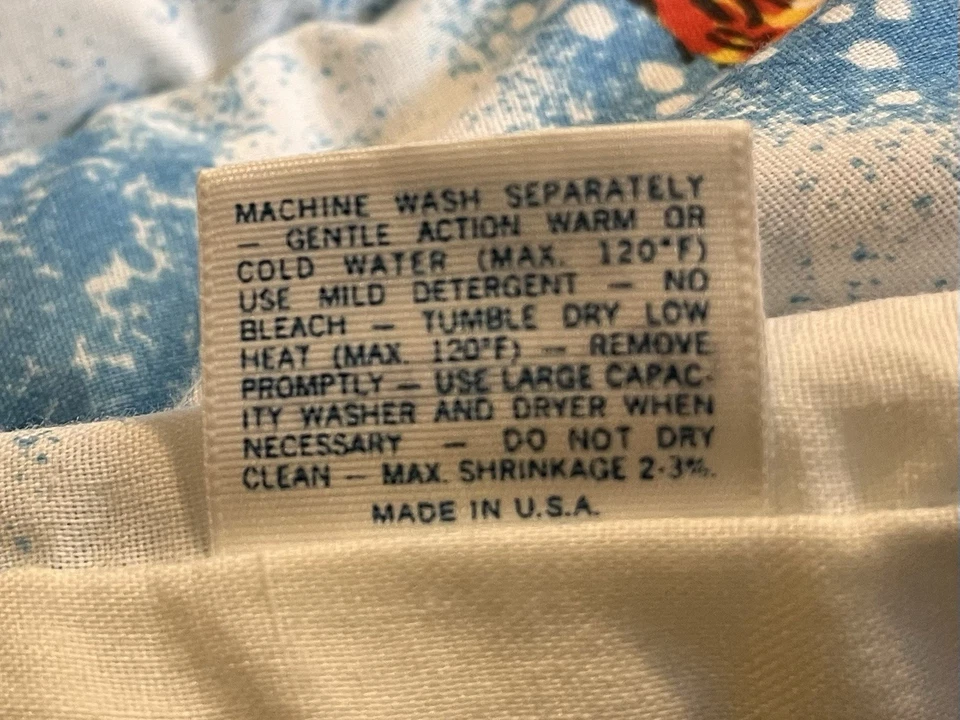 MACHINE WASH SEPARATELY
— GENTLE ACTION WARM OR
COLD WATER (MAX. 120°F)
USE MILD DETERGENT — NO
BLEACH — TUMBLE DRY LOW
HEAT (MAX. 120°F) — REMOVE
PROMPTLY — USE LARGE CAPAC-
ITY WASHER AND DRYER WHEN
NECESSARY — DO NOT DRY
CLEAN — MAX. SHRINKAGE 2-3%.
MADE IN U.S.A.